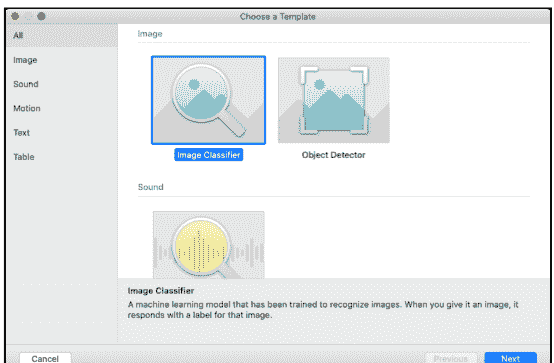 Choose a Template
All
Image
Sound
Motion
Text
Table
Image
Image Classifier
Object Detector
Sound
Image Classifier
A machine learning model that has been trained to recognize images. When you give it an image, it
responds with a label for that image.
Cancel
Previous
Next